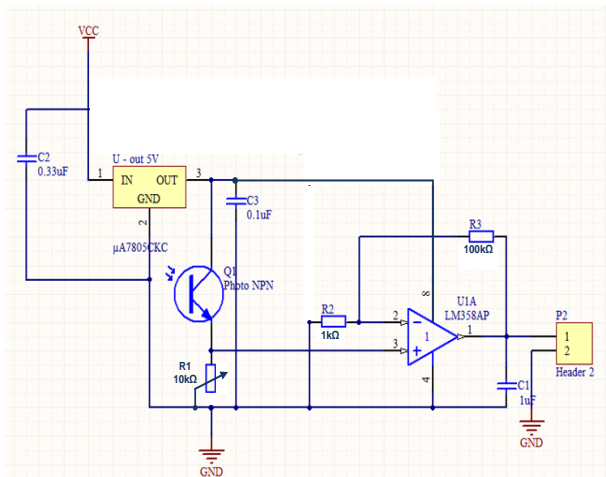 VCC
C2
0.33uF
U - out 5V
1
IN
OUT
3
GND
2
µA7805CKC
C3
0.1uF
Q1
Photo NPN
R1
10kΩ
R2
1kΩ
R3
100kΩ
8
U1A
LM358AP
2
1
1
3
4
C1
1uF
P2
1
2
Header 2
GND
GND